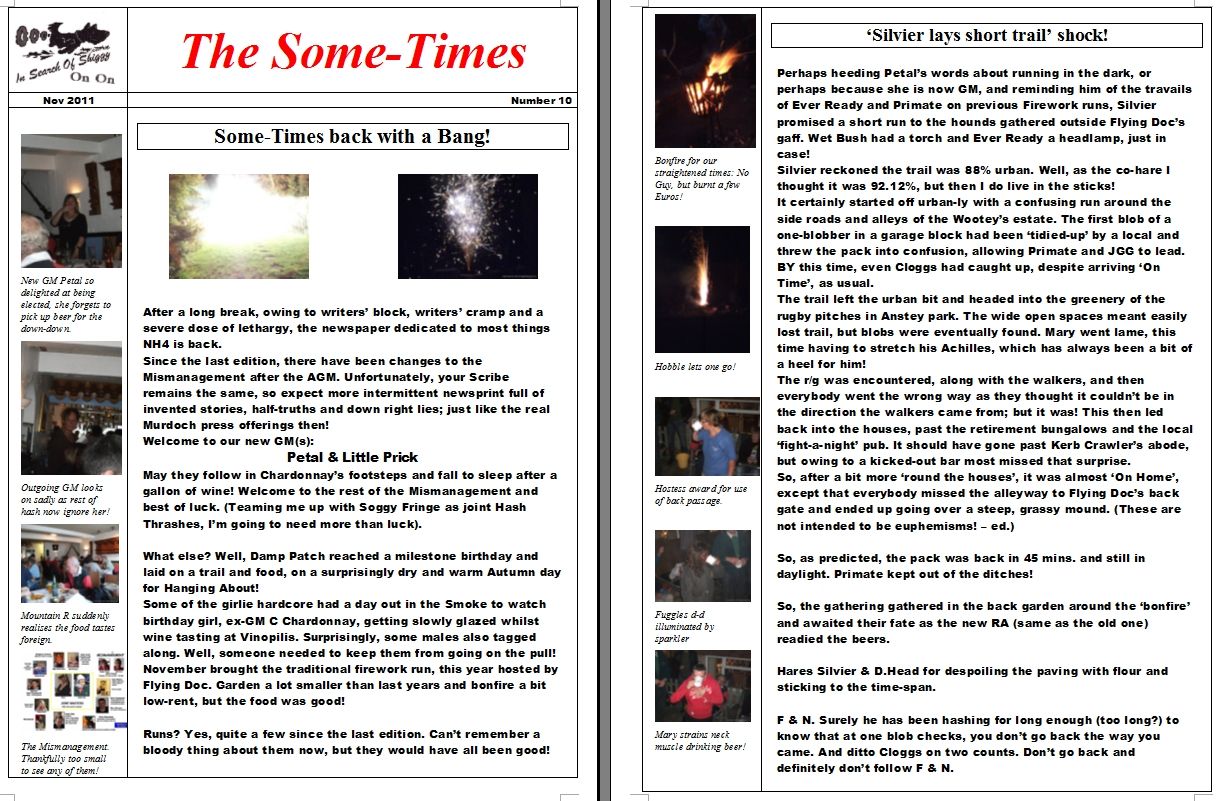 In Search Of Shiggy
On On
The Some-Times
Nov 2011
Number 10
New GM Petal so
delighted at being
elected, she forgets to
pick up beer for the
down-down.
Outgoing GM looks
on sadly as rest of
hash now ignore her!
Mountain R suddenly
realises the food tastes
foreign.
The Mismanagement.
Thankfully too small
to see any of them!
Some-Times back with a Bang!
After a long break, owing to writers’ block, writers’ cramp and a
severe dose of lethargy, the newspaper dedicated to most things
NH4 is back.
Since the last edition, there have been changes to the
Mismanagement after the AGM. Unfortunately, your Scribe
remains the same, so expect more intermittent newsprint full of
invented stories, half-truths and down right lies; just like the real
Murdoch press offerings then!
Welcome to our new GM(s):
Petal & Little Prick
May they follow in Chardonnay’s footsteps and fall to sleep after a
gallon of wine! Welcome to the rest of the Mismanagement and
best of luck. (Teaming me up with Soggy Fringe as joint Hash
Thrashes, I’m going to need more than luck).
What else? Well, Damp Patch reached a milestone birthday and
laid on a trail and food, on a surprisingly dry and warm Autumn day
for Hanging About!
Some of the girlie hardcore had a day out in the Smoke to watch
birthday girl, ex-GM C Chardonnay, getting slowly glazed whilst
wine tasting at Vinopilis. Surprisingly, some males also tagged
along. Well, someone needed to keep them from going on the pull!
November brought the traditional firework run, this year hosted by
Flying Doc. Garden a lot smaller than last years and bonfire a bit
low-rent, but the food was good!
Runs? Yes, quite a few since the last edition. Can’t remember a
bloody thing about them now, but they would have all been good!
Bonfire for our
straightened times: No
Guy, but burnt a few
Euros!
Hobble lets one go!
Hostess award for use
of back passage.
Fuggles d-d
illuminated by
sparkler
Mary strains neck
muscle drinking beer!
‘Silvier lays short trail’ shock!
Perhaps heeding Petal’s words about running in the dark, or
perhaps because she is now GM, and reminding him of the travails
of Ever Ready and Primate on previous Firework runs, Silvier
promised a short run to the hounds gathered outside Flying Doc’s
gaff. Wet Bush had a torch and Ever Ready a headlamp, just in
case!
Silvier reckoned the trail was 88% urban. Well, as the co-hare I
thought it was 92.12%, but then I do live in the sticks!
It certainly started off urban-ly with a confusing run around the
side roads and alleys of the Wootey’s estate. The first blob of a
one-blobber in a garage block had been ‘tidied-up’ by a local and
threw the pack into confusion, allowing Primate and JGG to lead.
BY this time, even Cloggs had caught up, despite arriving ‘On
Time’, as usual.
The trail left the urban bit and headed into the greenery of the
rugby pitches in Anstey park. The wide open spaces meant easily
lost trail, but blobs were eventually found. Mary went lame, this
time having to stretch his Achilles, which has always been a bit of
a heel for him!
The r/g was encountered, along with the walkers, and then
everybody went the wrong way as they thought it couldn’t be in
the direction the walkers came from; but it was! This then led
back into the houses, past the retirement bungalows and the local
‘fight-a-night’ pub. It should have gone past Kerb Crawler’s abode,
but owing to a kicked-out bar most missed that surprise.
So, after a bit more ‘round the houses’, it was almost ‘On Home’,
except that everybody missed the alleyway to Flying Doc’s back
gate and ended up going over a steep, grassy mound. (These are
not intended to be euphemisms! – ed.)
So, as predicted, the pack was back in 45 mins. and still in
daylight. Primate kept out of the ditches!
So, the gathering gathered in the back garden around the ‘bonfire’
and awaited their fate as the new RA (same as the old one)
readied the beers.
Hares Silvier & D.Head for despoiling the paving with flour and
sticking to the time-span.
F & N. Surely he has been hashing for long enough (too long?) to
know that at one blob checks, you don’t go back the way you
came. And ditto Cloggs on two counts. Don’t go back and
definitely don’t follow F & N.